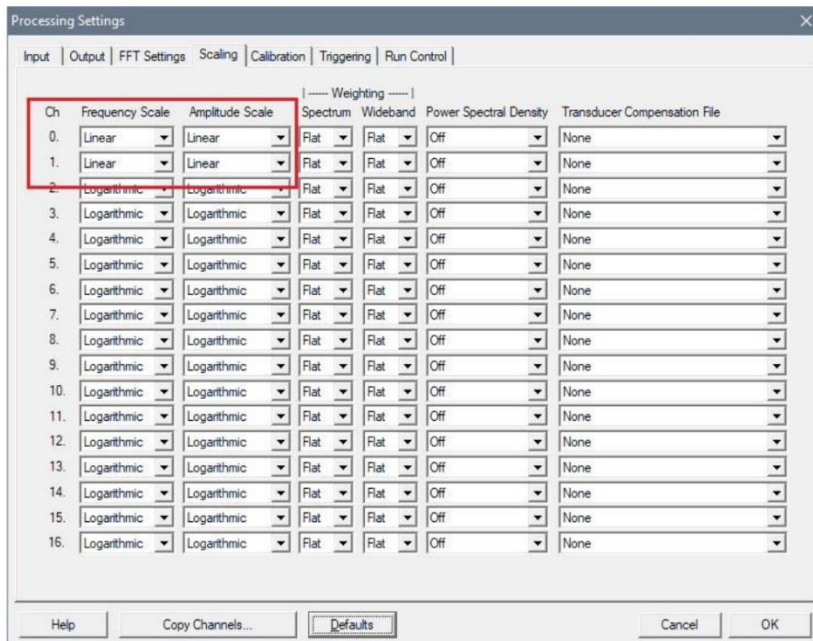 Processing Settings
Input Output FFT Settings Scaling Calibration Triggering Run Control
|----- Weighting -----|
Ch Frequency Scale Amplitude Scale Spectrum Wideband Power Spectral Density Transducer Compensation File
0. Linear Linear Flat Flat Off None
1. Linear Linear Flat Flat Off None
2. Logarithmic Logarithmic Flat Flat Off None
3. Logarithmic Logarithmic Flat Flat Off None
4. Logarithmic Logarithmic Flat Flat Off None
5. Logarithmic Logarithmic Flat Flat Off None
6. Logarithmic Logarithmic Flat Flat Off None
7. Logarithmic Logarithmic Flat Flat Off None
8. Logarithmic Logarithmic Flat Flat Off None
9. Logarithmic Logarithmic Flat Flat Off None
10. Logarithmic Logarithmic Flat Flat Off None
11. Logarithmic Logarithmic Flat Flat Off None
12. Logarithmic Logarithmic Flat Flat Off None
13. Logarithmic Logarithmic Flat Flat Off None
14. Logarithmic Logarithmic Flat Flat Off None
15. Logarithmic Logarithmic Flat Flat Off None
16. Logarithmic Logarithmic Flat Flat Off None
Help Copy Channels... Defaults Cancel OK